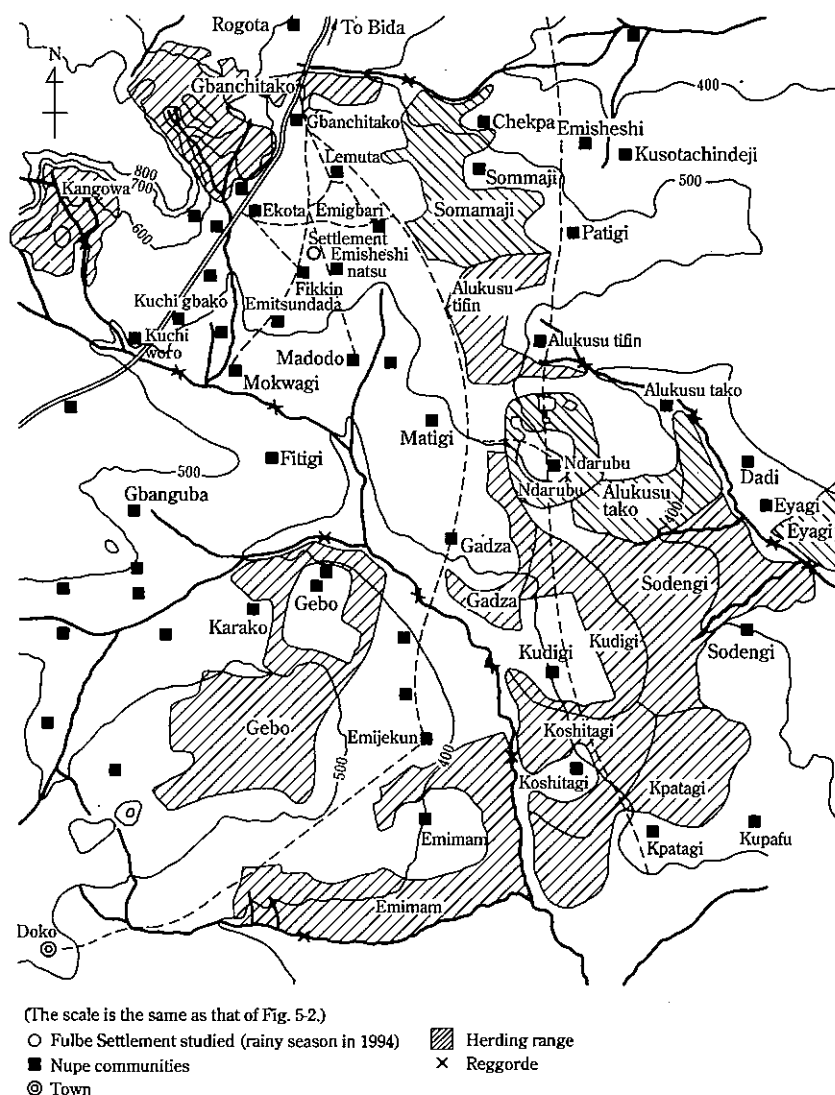 Rogota
To Bida
N
Gbanchitako
400
Gbanchitako
Chekpa
Emisheshi
Lemuta
Kusotachindeji
800
700
Kangowa
Sommaji
500
Ekota
Emigbari
Somamaji
600
Settlement
Patigi
Emisheshi
natsu
Alukusu
tifin
Fikkin
Kuchi gbako
Emitsundada
Kuchi
woro
Madodo
Alukusu tifin
Mokwagi
Alukusu tako
Matigi
500
Fitigi
Ndarubu
Dadi
Gbanguba
Ndarubu
Alukusu
tako
Eyagi
400
Eyagi
Gadza
Sodengi
Gebo
Gadza
Karako
Kudigi
Kudigi
Sodengi
Gebo
Koshitagi
Emijekun
500
400
Koshitagi
Kpatagi
Emimam
Kpatagi
Kupafu
Emimam
Doko
(The scale is the same as that of Fig. 5-2.)
Fulbe Settlement studied (rainy season in 1994)
Herding range
Nupe communities
Reggorde
Town